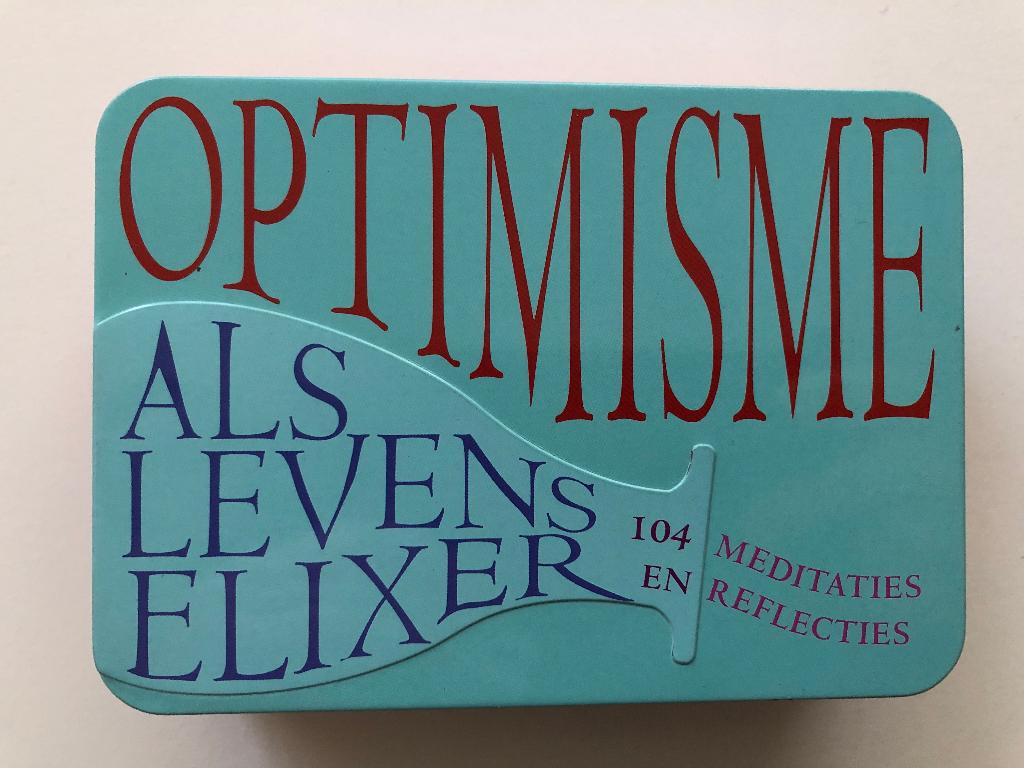 OPTIMISME
ALS
LEVENS
ELIXER
104 MEDITATIES
EN REFLECTIES